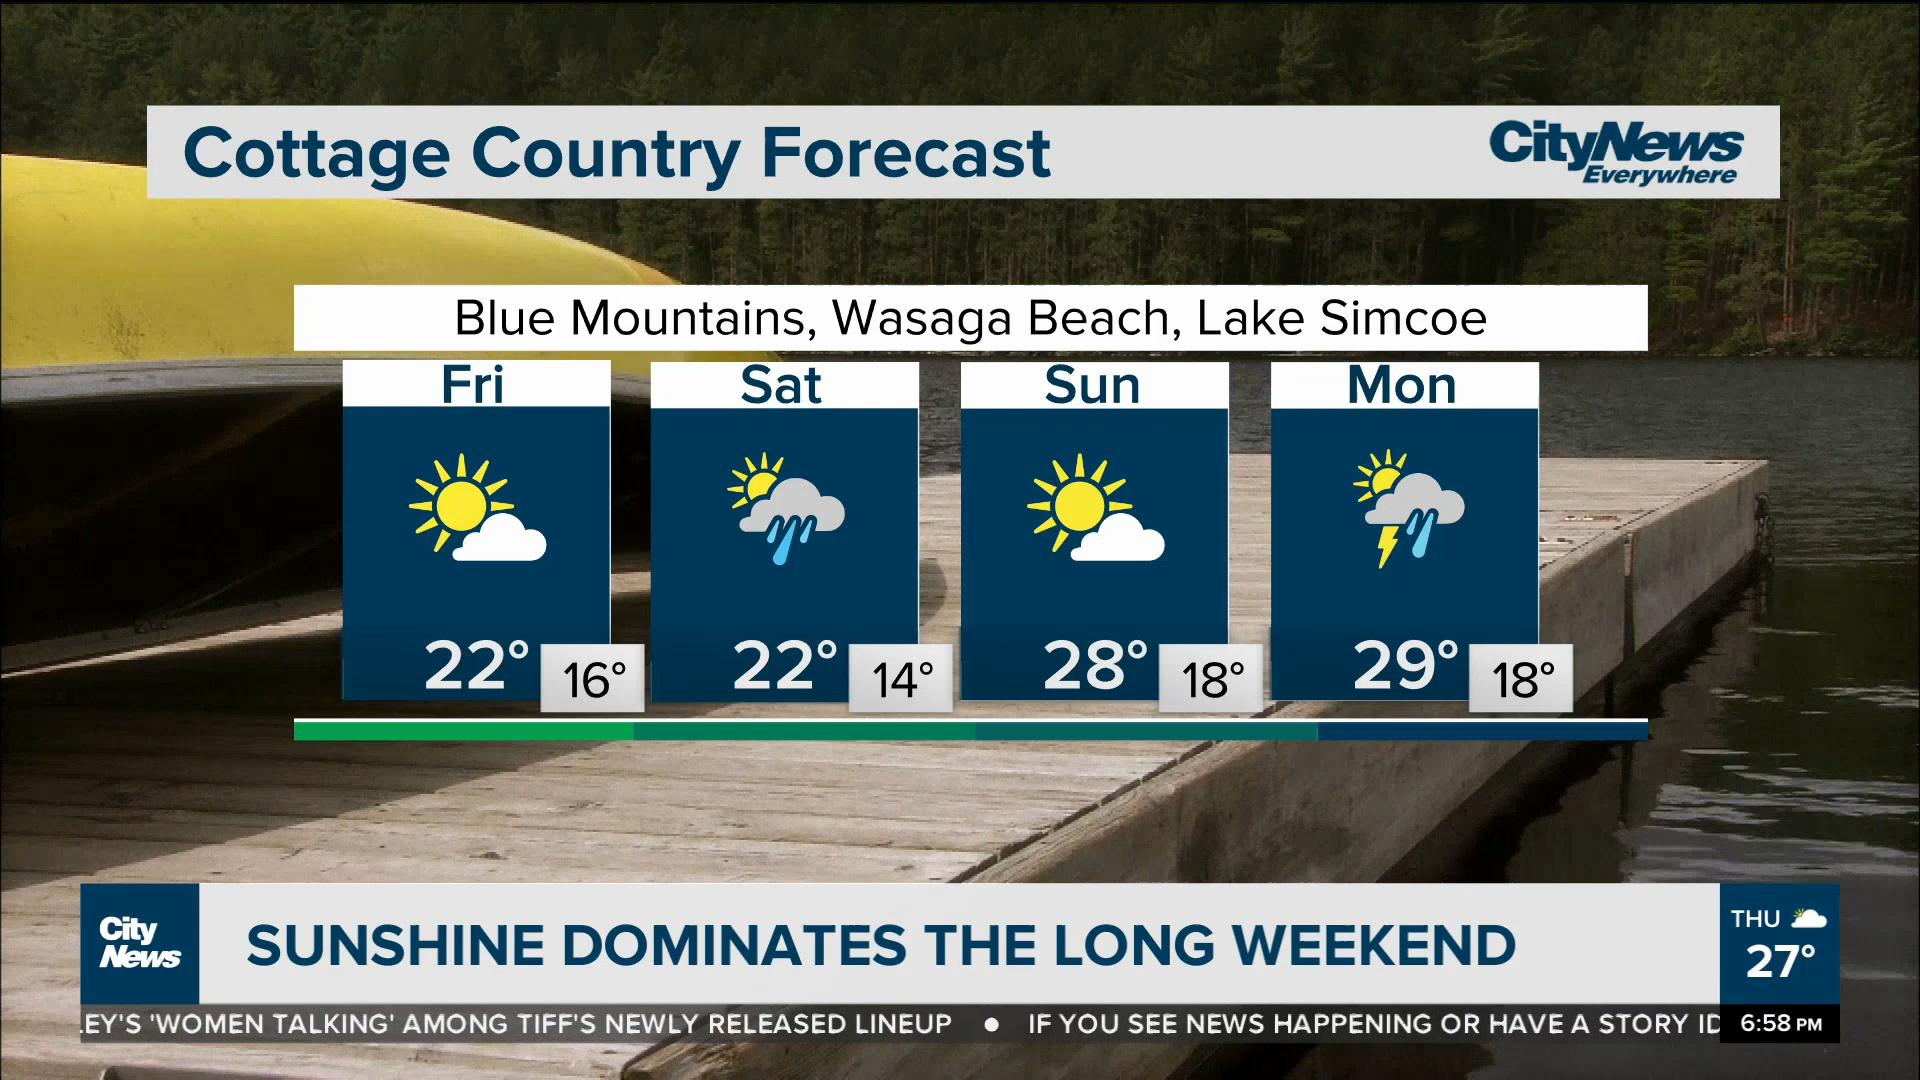 Cottage Country Forecast
CityNews
Everywhere
Blue Mountains, Wasaga Beach, Lake Simcoe
Fri
Sat
Sun
Mon
22° 16°
22° 14°
28° 18°
29° 18°
City
News
SUNSHINE DOMINATES THE LONG WEEKEND
THU
27°
EY'S 'WOMEN TALKING' AMONG TIFF'S NEWLY RELEASED LINEUP ● IF YOU SEE NEWS HAPPENING OR HAVE A STORY ID
6:58 PM